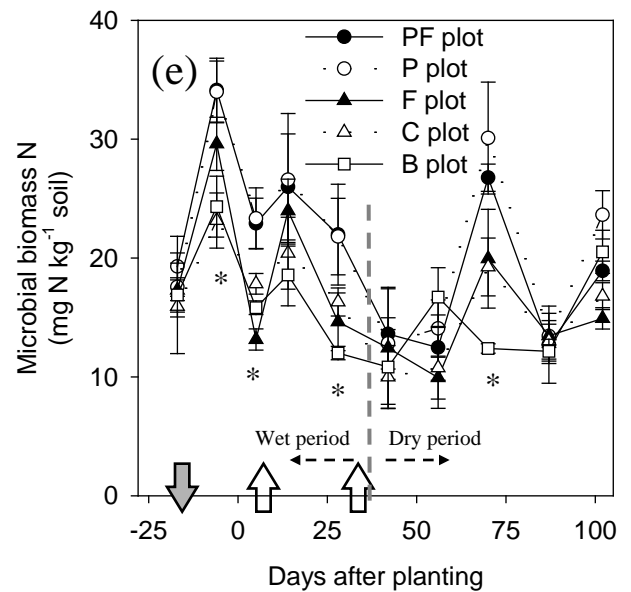 (e)
PF plot
P plot
F plot
C plot
B plot
Microbial biomass N
(mg N kg⁻¹ soil)
40
30
20
10
0
*
*
*
*
Wet period
Dry period
-25
0
25
50
75
100
Days after planting